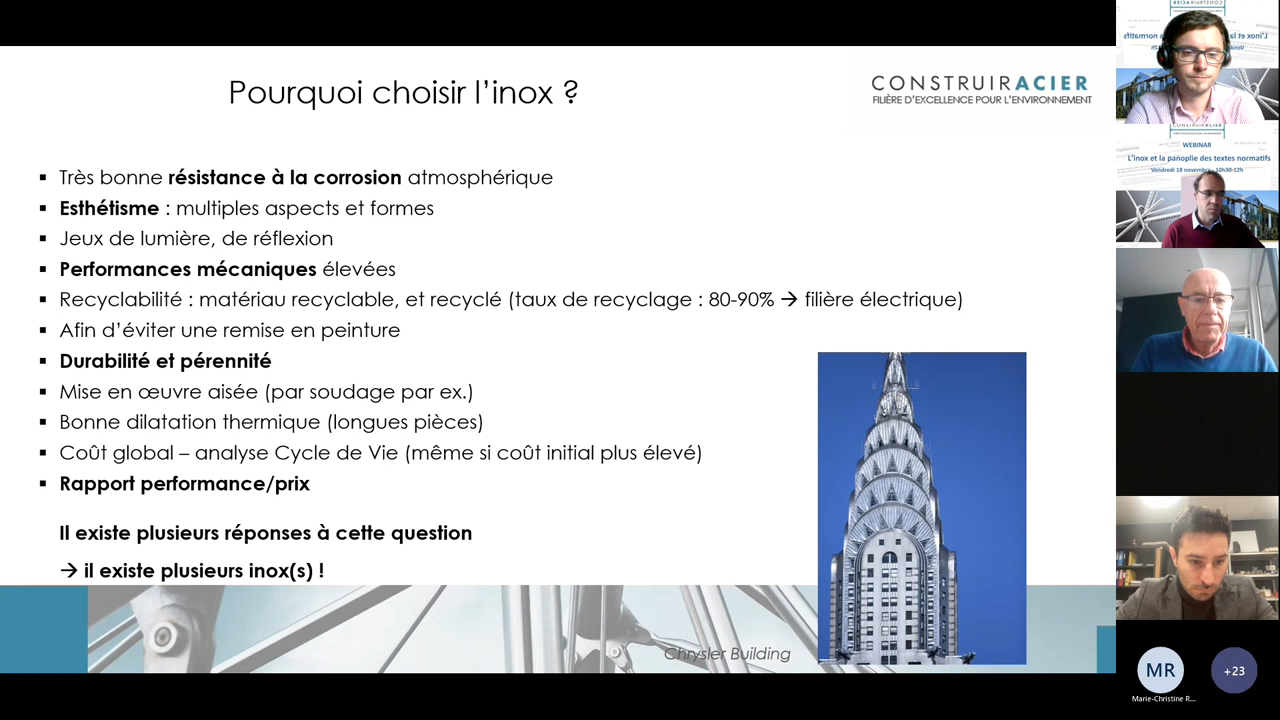 Pourquoi choisir l'inox ?
CONSTRUIRACIER
FILIÈRE D'EXCELLENCE POUR L'ENVIRONNEMENT
▪ Très bonne résistance à la corrosion atmosphérique
▪ Esthétisme : multiples aspects et formes
▪ Jeux de lumière, de réflexion
▪ Performances mécaniques élevées
▪ Recyclabilité : matériau recyclable, et recyclé (taux de recyclage : 80-90% → filière électrique)
▪ Afin d'éviter une remise en peinture
▪ Durabilité et pérennité
▪ Mise en œuvre aisée (par soudage par ex.)
▪ Bonne dilatation thermique (longues pièces)
▪ Coût global – analyse Cycle de Vie (même si coût initial plus élevé)
▪ Rapport performance/prix
Il existe plusieurs réponses à cette question
→ il existe plusieurs inox(s) !
Chrysler Building
WEBINAR
L'inox et la panoplie des textes normatifs
Vendredi 18 novembre - 10h30-12h
MR
+23
Marie-Christine R...